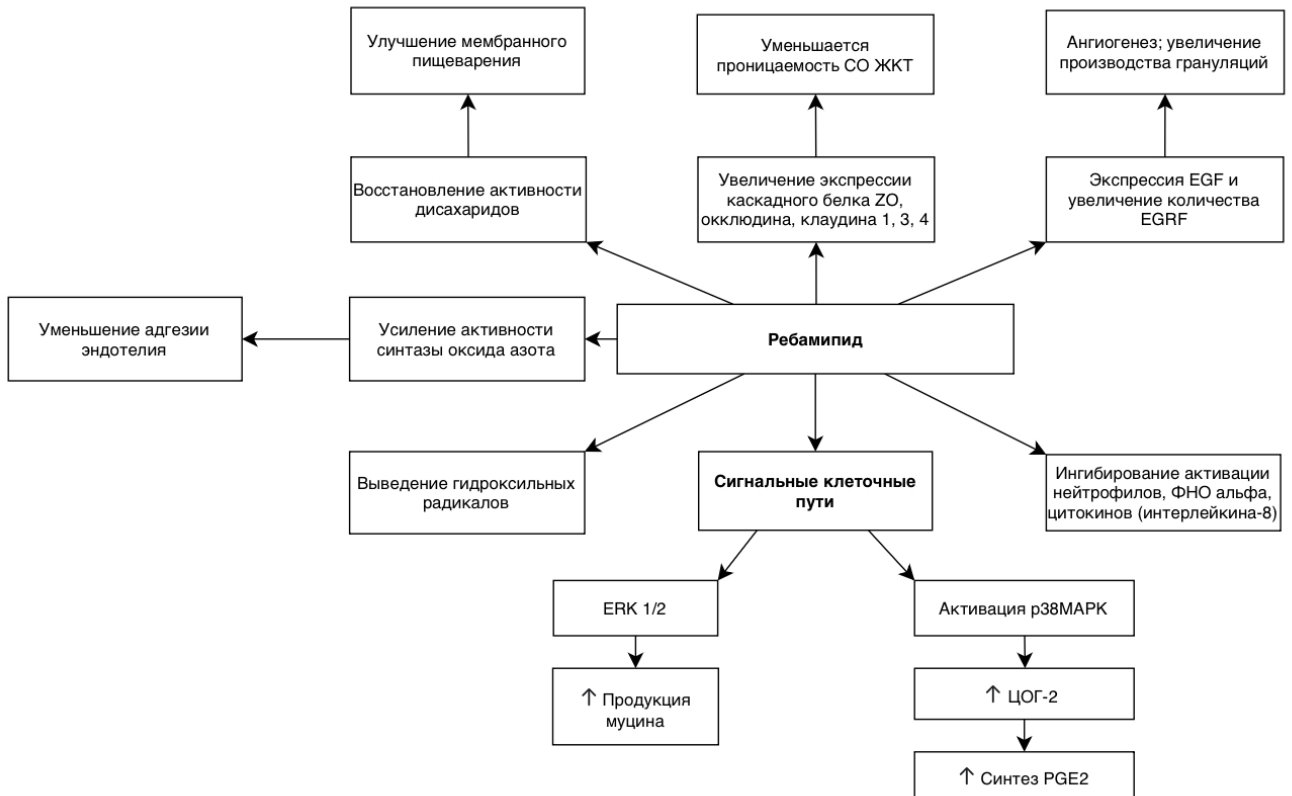 Улучшение мембранного
пищеварения
Уменьшается
проницаемость СО ЖКТ
Ангиогенез; увеличение
производства грануляций
Восстановление активности
дисахаридов
Увеличение экспрессии
каскадного белка ZO,
окклюдина, клаудина 1, 3, 4
Экспрессия EGF и
увеличение количества
EGRF
Уменьшение адгезии
эндотелия
Усиление активности
синтазы оксида азота
Ребамипид
Выведение гидроксильных
радикалов
Сигнальные клеточные
пути
Ингибирование активации
нейтрофилов, ФНО альфа,
цитокинов (интерлейкина-8)
ERK 1/2
Активация р38МАРК
↑ Продукция
муцина
↑ ЦОГ-2
↑ Синтез PGE2